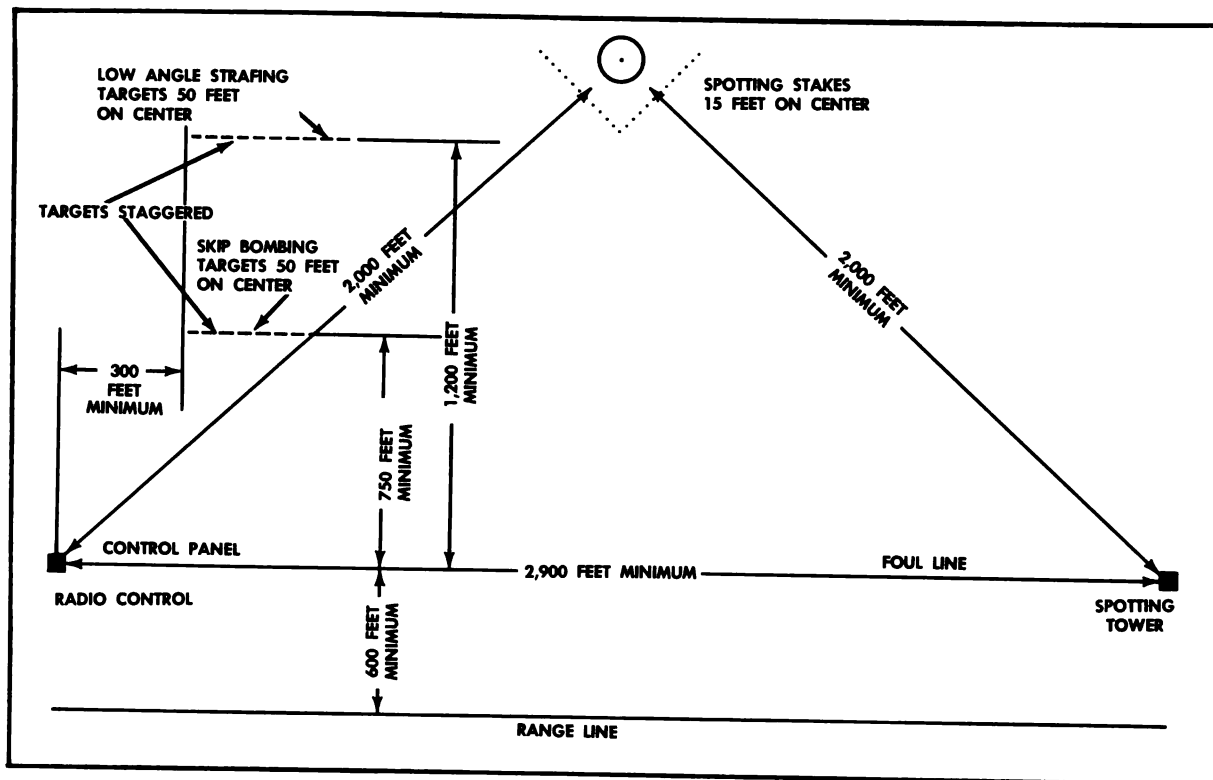 LOW ANGLE STRAFING
TARGETS 50 FEET
ON CENTER
SPOTTING STAKES
15 FEET ON CENTER
TARGETS STAGGERED
SKIP BOMBING
TARGETS 50 FEET
ON CENTER
2,000 FEET
MINIMUM
2,000 FEET
MINIMUM
300
FEET
MINIMUM
1,200 FEET
MINIMUM
750 FEET
MINIMUM
CONTROL PANEL
2,900 FEET MINIMUM
FOUL LINE
RADIO CONTROL
SPOTTING
TOWER
600 FEET
MINIMUM
RANGE LINE